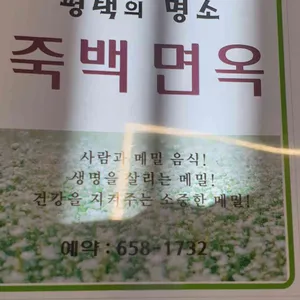 평택의 명소
죽백면옥
사람과 메밀 음식!
생명을 살리는 메밀!
건강을 지켜주는 소중한 메밀!
예약 : 658-1732